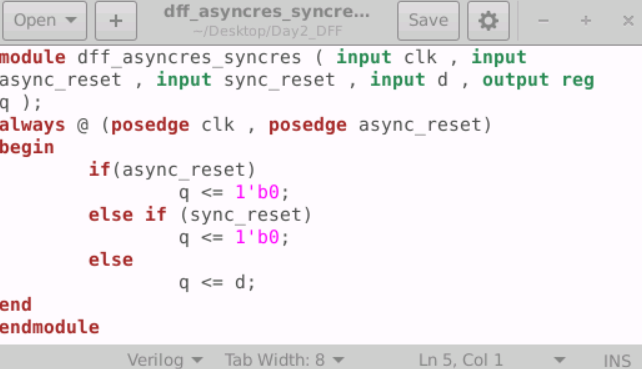 Open
+
dff_asyncres_syncre...
~/Desktop/Day2_DFF
Save
module dff_asyncres_syncres ( input clk , input
async_reset , input sync_reset , input d , output reg
q );
always @ (posedge clk , posedge async_reset)
begin
if(async_reset)
q <= 1'b0;
else if (sync_reset)
q <= 1'b0;
else
q <= d;
end
endmodule
Verilog Tab Width: 8 Ln 5, Col 1 INS